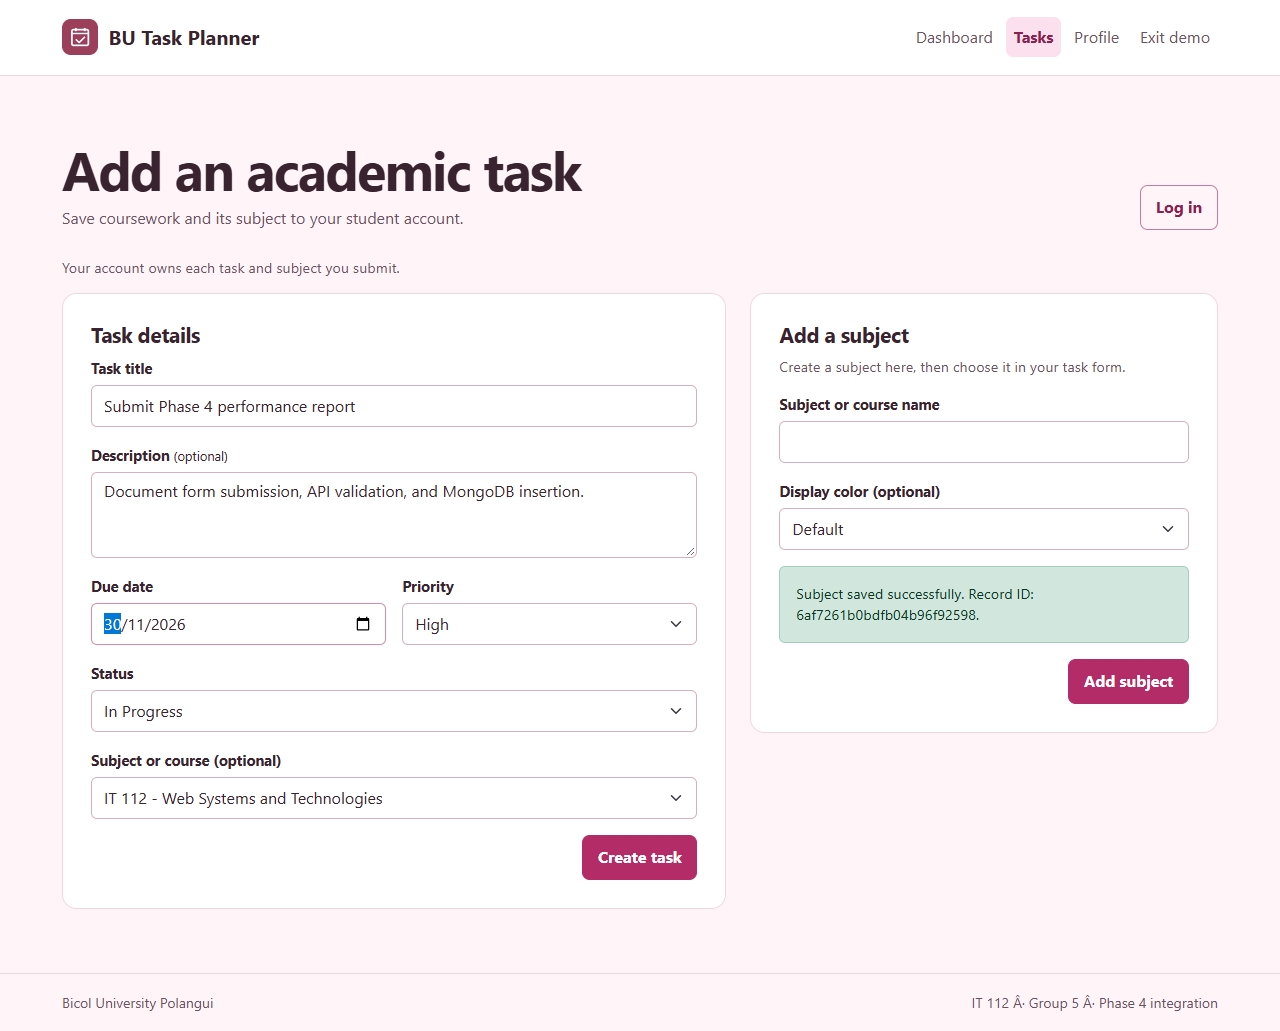 BU Task Planner
Dashboard
Tasks
Profile
Exit demo
Add an academic task
Save coursework and its subject to your student account.
Log in
Your account owns each task and subject you submit.
Task details
Task title
Submit Phase 4 performance report
Description (optional)
Document form submission, API validation, and MongoDB insertion.
Due date
30/11/2026
Priority
High
Status
In Progress
Subject or course (optional)
IT 112 - Web Systems and Technologies
Create task
Add a subject
Create a subject here, then choose it in your task form.
Subject or course name
Display color (optional)
Default
Subject saved successfully. Record ID:
6af7261b0bdfb04b96f92598.
Add subject
Bicol University Polangui
IT 112 Â· Group 5 Â· Phase 4 integration